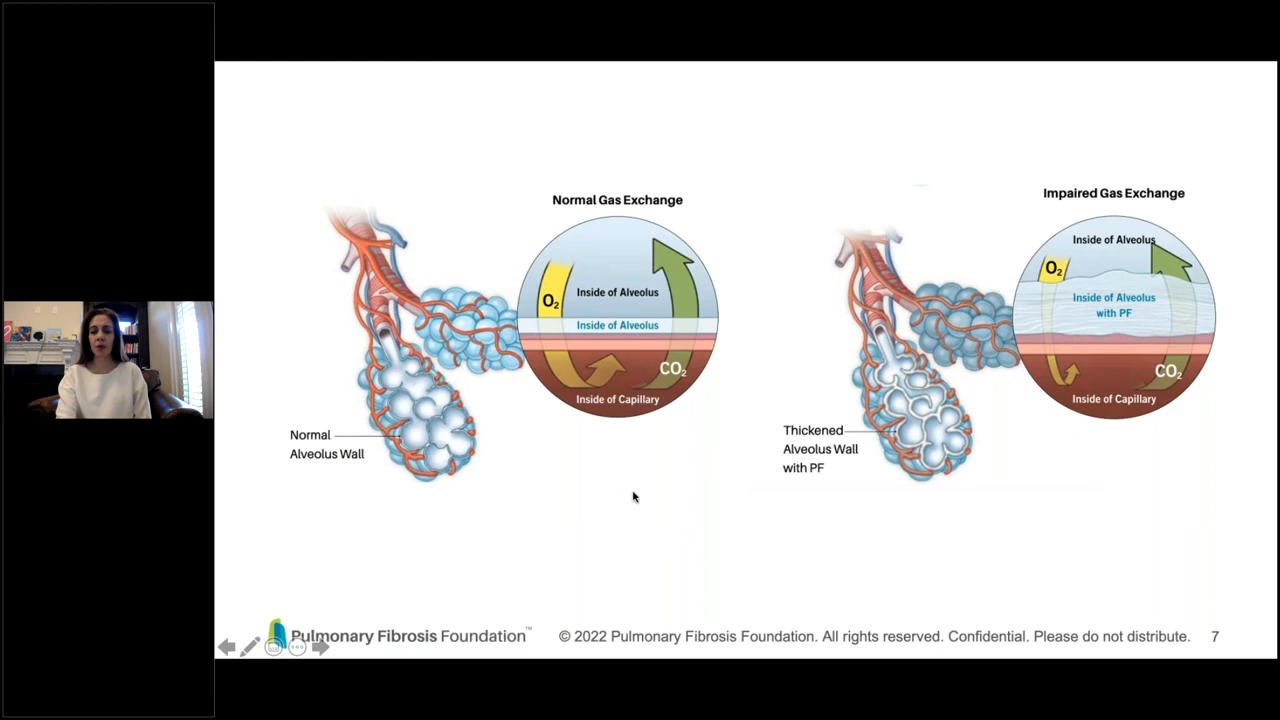 Normal Gas Exchange
O₂
Inside of Alveolus
Inside of Alveolus
CO₂
Inside of Capillary
Normal
Alveolus Wall
Impaired Gas Exchange
Inside of Alveolus
O₂
Inside of Alveolus
with PF
CO₂
Inside of Capillary
Thickened
Alveolus Wall
with PF
Pulmonary Fibrosis Foundation™
© 2022 Pulmonary Fibrosis Foundation. All rights reserved. Confidential. Please do not distribute. 7